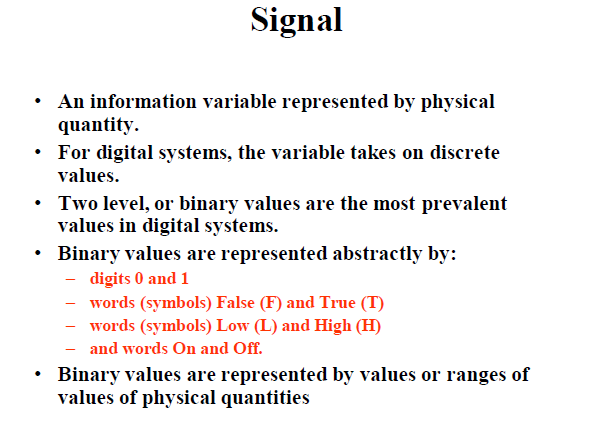 Signal
• An information variable represented by physical
quantity.
• For digital systems, the variable takes on discrete
values.
• Two level, or binary values are the most prevalent
values in digital systems.
• Binary values are represented abstractly by:
– digits 0 and 1
– words (symbols) False (F) and True (T)
– words (symbols) Low (L) and High (H)
– and words On and Off.
• Binary values are represented by values or ranges of
values of physical quantities